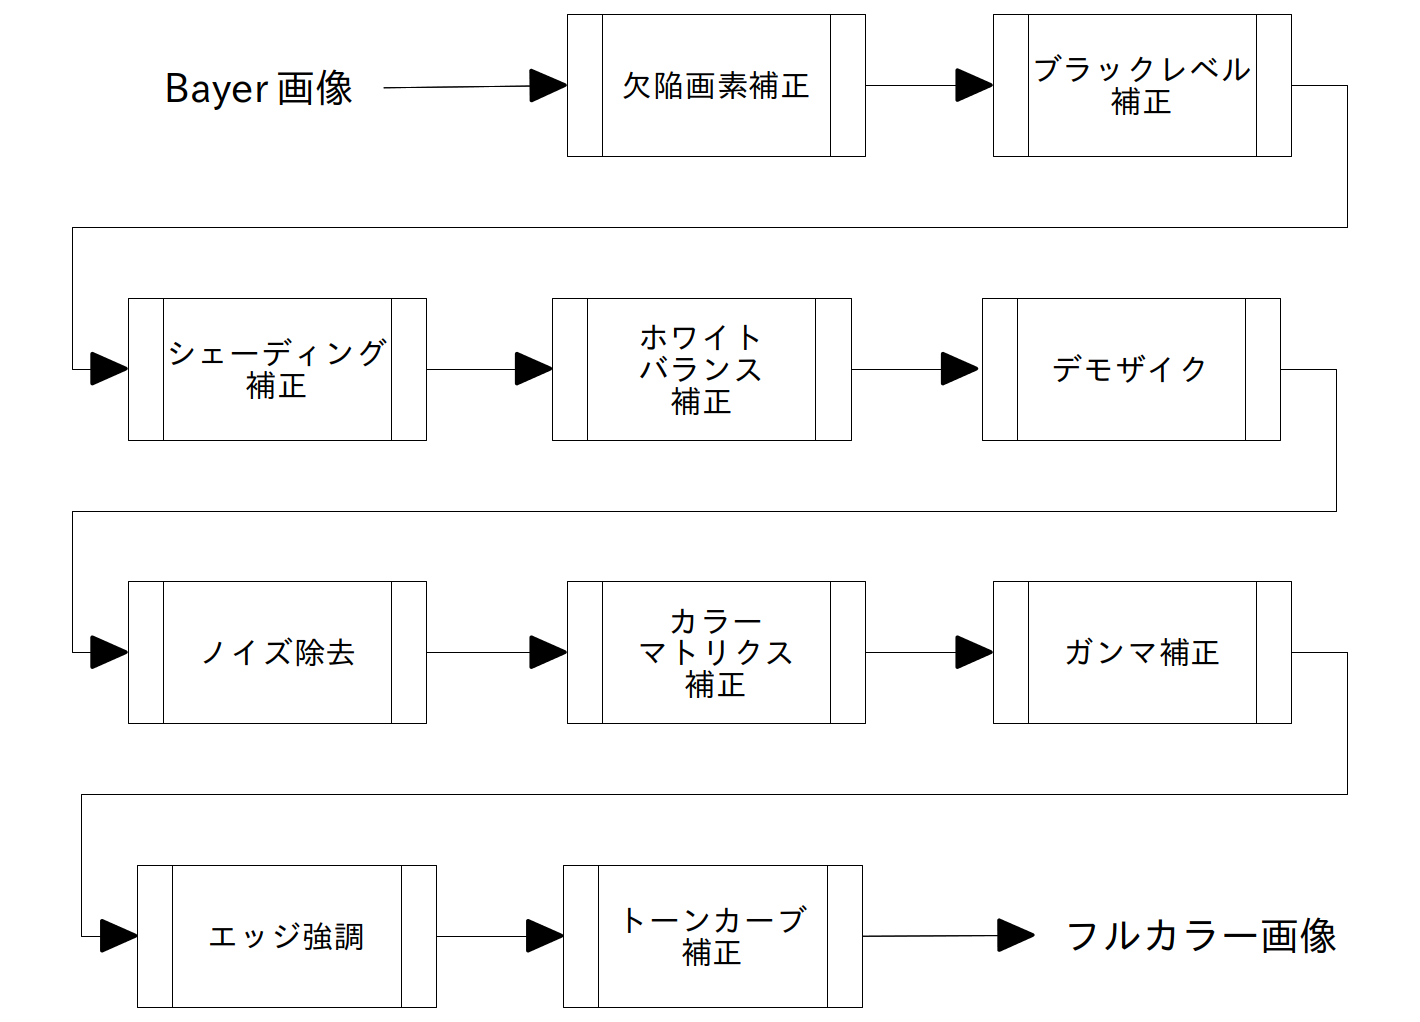 Bayer 画像
欠陥画素補正
ブラックレベル
補正
シェーディング
補正
ホワイト
バランス
補正
デモザイク
ノイズ除去
カラー
マトリクス
補正
ガンマ補正
エッジ強調
トーンカーブ
補正
フルカラー画像